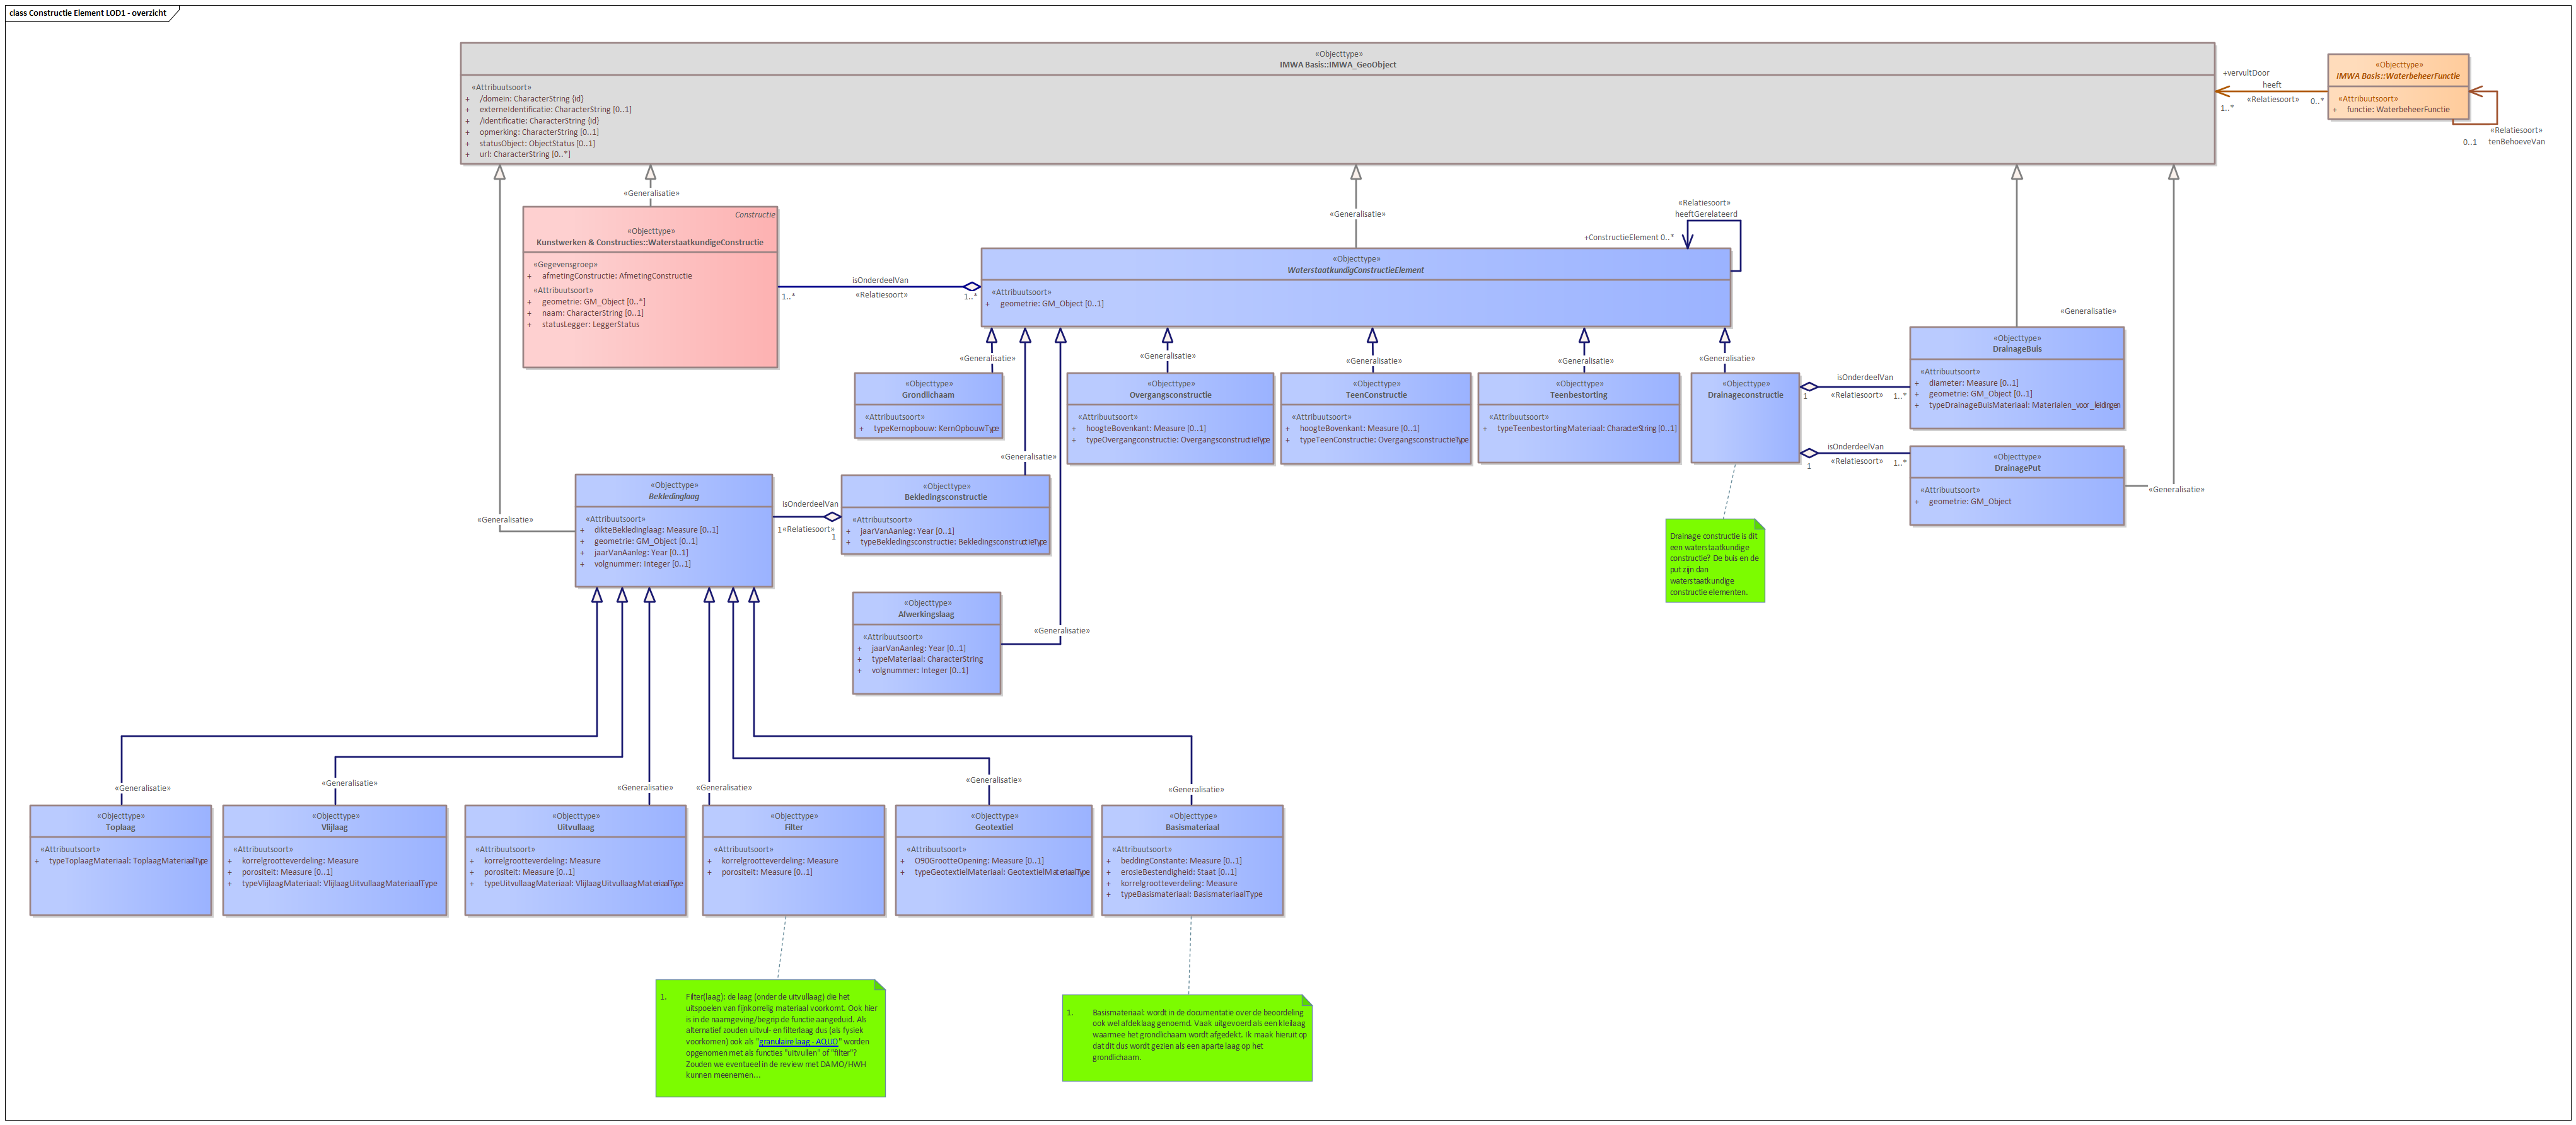 class Constructie Element LOD1 - overzicht
«Objecttype»
IMWA Basis::IMWA_GeoObject
«Attribuutsoort»
+ /domein: CharacterString {id}
+ externeIdentificatie: CharacterString [0..1]
+ /identificatie: CharacterString {id}
+ opmerking: CharacterString [0..1]
+ statusObject: ObjectStatus [0..1]
+ url: CharacterString [0..*]
+vervultDoor
heeft
1..*
«Relatiesoort»
0..*
«Objecttype»
IMWA Basis::WaterbeheerFunctie
«Attribuutsoort»
+ functie: WaterbeheerFunctie
«Relatiesoort»
0..1 tenBehoeveVan
«Generalisatie»
Constructie
«Objecttype»
Kunstwerken & Constructies::WaterstaatkundigeConstructie
«Gegevensgroep»
+ afmetingConstructie: AfmetingConstructie
«Attribuutsoort»
+ geometrie: GM_Object [0..*]
+ naam: CharacterString [0..1]
+ statusLegger: LeggerStatus
isOnderdeelVan
1..*
«Relatiesoort»
1..*
«Generalisatie»
«Relatiesoort»
heeftGerelateerd
+ConstructieElement 0..*
«Objecttype»
WaterstaatkundigConstructieElement
«Attribuutsoort»
+ geometrie: GM_Object [0..1]
«Generalisatie»
«Objecttype»
Grondlichaam
«Attribuutsoort»
+ typeKernopbouw: KernOpbouwType
«Generalisatie»
«Objecttype»
Overgangsconstructie
«Attribuutsoort»
+ hoogteBovenkant: Measure [0..1]
+ typeOvergangconstructie: OvergangsconstructieType
«Generalisatie»
«Objecttype»
TeenConstructie
«Attribuutsoort»
+ hoogteBovenkant: Measure [0..1]
+ typeTeenConstructie: OvergangsconstructieType
«Generalisatie»
«Objecttype»
Teenbestorting
«Attribuutsoort»
+ typeTeenbestortingMateriaal: CharacterString [0..1]
«Generalisatie»
«Objecttype»
Drainageconstructie
isOnderdeelVan
1
«Relatiesoort»
1..*
«Generalisatie»
«Objecttype»
DrainageBuis
«Attribuutsoort»
+ diameter: Measure [0..1]
+ geometrie: GM_Object [0..1]
+ typeDrainageBuisMateriaal: Materialen_voor_leidingen
isOnderdeelVan
1
«Relatiesoort»
1..*
«Objecttype»
DrainagePut
«Attribuutsoort»
+ geometrie: GM_Object
«Generalisatie»
Drainage constructie is dit
een waterstaatkundige
constructie? De buis en de
put zijn dan
waterstaatkundige
constructie elementen.
«Generalisatie»
«Objecttype»
Bekledinglaag
«Attribuutsoort»
+ dikteBekledinglaag: Measure [0..1]
+ geometrie: GM_Object [0..1]
+ jaarVanAanleg: Year [0..1]
+ volgnummer: Integer [0..1]
isOnderdeelVan
1
«Relatiesoort»
1
«Generalisatie»
«Objecttype»
Bekledingsconstructie
«Attribuutsoort»
+ jaarVanAanleg: Year [0..1]
+ typeBekledingsconstructie: BekledingsconstructieType
«Objecttype»
Afwerkingslaag
«Attribuutsoort»
+ jaarVanAanleg: Year [0..1]
+ typeMateriaal: CharacterString
+ volgnummer: Integer [0..1]
«Generalisatie»
«Generalisatie»
«Objecttype»
Toplaag
«Attribuutsoort»
+ typeToplaagMateriaal: ToplaagMateriaalType
«Generalisatie»
«Objecttype»
Vlijlaag
«Attribuutsoort»
+ korrelgrootteverdeling: Measure
+ porositeit: Measure [0..1]
+ typeVlijlaagMateriaal: VlijlaagUitvullaagMateriaalType
«Generalisatie»
«Objecttype»
Uitvullaag
«Attribuutsoort»
+ korrelgrootteverdeling: Measure
+ porositeit: Measure [0..1]
+ typeUitvullaagMateriaal: VlijlaagUitvullaagMateriaalType
«Generalisatie»
«Objecttype»
Filter
«Attribuutsoort»
+ korrelgrootteverdeling: Measure
+ porositeit: Measure [0..1]
«Generalisatie»
«Objecttype»
Geotextiel
«Attribuutsoort»
+ O90GrootteOpening: Measure [0..1]
+ typeGeotextielMateriaal: GeotextielMateriaalType
«Generalisatie»
«Objecttype»
Basismateriaal
«Attribuutsoort»
+ beddingConstante: Measure [0..1]
+ erosieBestendigheid: Staat [0..1]
+ korrelgrootteverdeling: Measure
+ typeBasismateriaal: BasismateriaalType
1. Filter(laag): de laag (onder de uitvullaag) die het
uitspoelen van fijnkorrelig materiaal voorkomt. Ook hier
is in de naamgeving/begrip de functie aangeduid. Als
alternatief zouden uitvul- en filterlaag dus (als fysiek
voorkomen) ook als "granulaire laag - AQUO" worden
opgenomen met als functies "uitvullen" of "filter"?
Zouden we eventueel in de review met DAMO/HWH
kunnen meenemen...
1. Basismateriaal: wordt in de documentatie over de beoordeling
ook wel afdeklaag genoemd. Vaak uitgevoerd als een kleilaag
waarmee het grondlichaam wordt afgedekt. Ik maak hieruit op
dat dit dus wordt gezien als een aparte laag op het
grondlichaam.